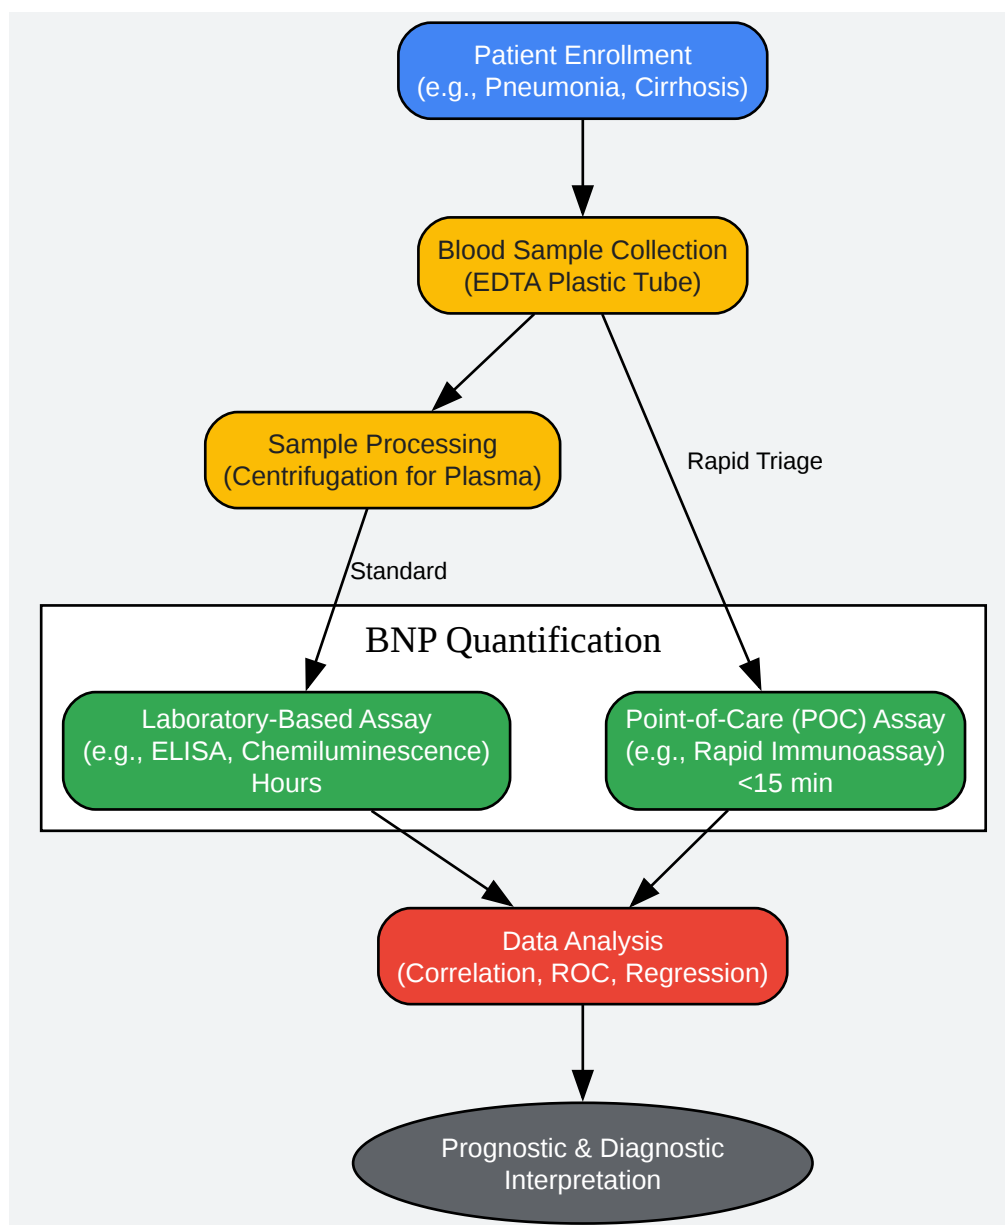 Patient Enrollment
(e.g., Pneumonia, Cirrhosis)
Blood Sample Collection
(EDTA Plastic Tube)
Sample Processing
(Centrifugation for Plasma)
Rapid Triage
Standard
BNP Quantification
Laboratory-Based Assay
(e.g., ELISA, Chemiluminescence)
Hours
Point-of-Care (POC) Assay
(e.g., Rapid Immunoassay)
<15 min
Data Analysis
(Correlation, ROC, Regression)
Prognostic & Diagnostic
Interpretation